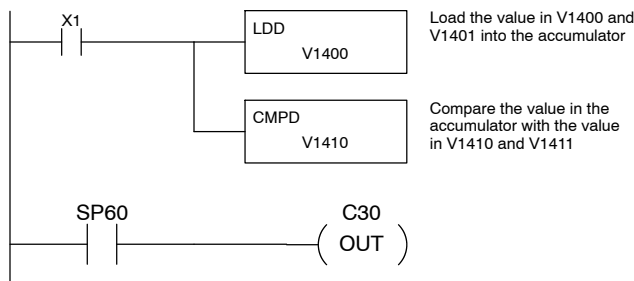 X1
LDD
V1400
Load the value in V1400 and
V1401 into the accumulator
CMPD
V1410
Compare the value in the
accumulator with the value
in V1410 and V1411
SP60
C30
OUT